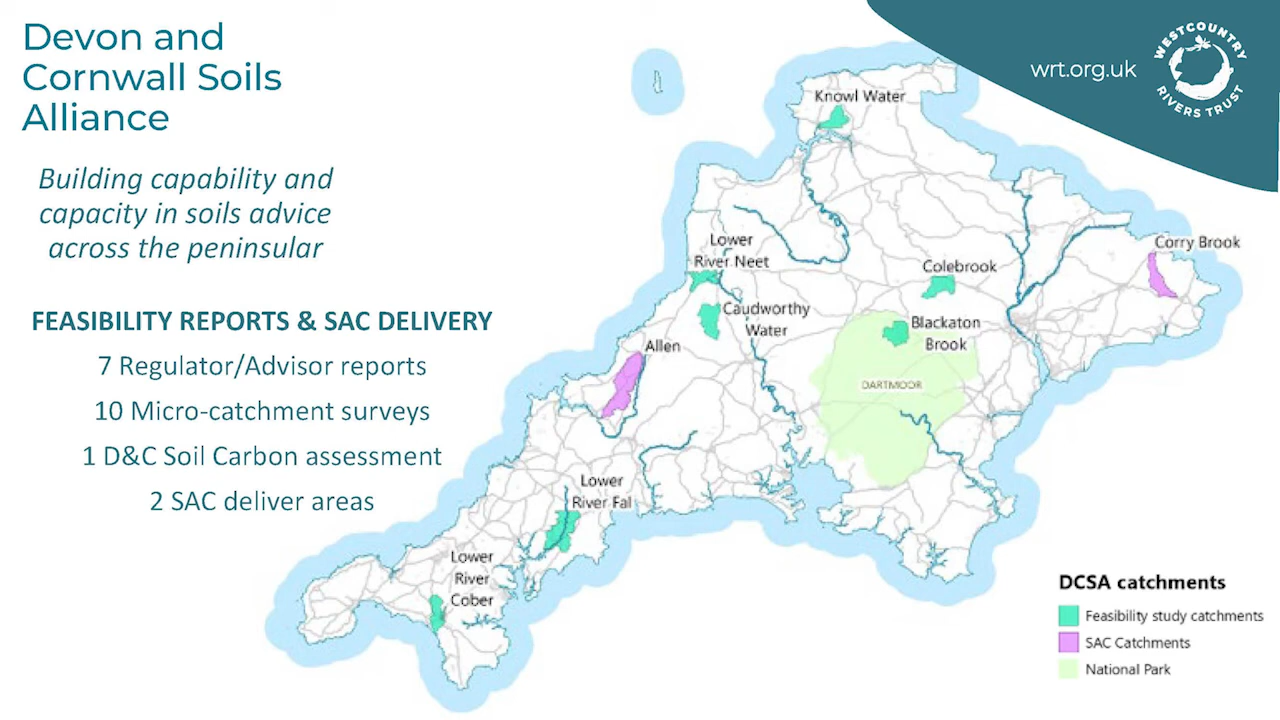 Devon and
Cornwall Soils
Alliance
Building capability and
capacity in soils advice
across the peninsular
FEASIBILITY REPORTS & SAC DELIVERY
7 Regulator/Advisor reports
10 Micro-catchment surveys
1 D&C Soil Carbon assessment
2 SAC deliver areas
wrt.org.uk
WESTCOUNTRY
RIVERS TRUST
Knowl Water
Lower
River Neet
Caudworthy
Water
Colebrook
Corry Brook
Blackaton
Brook
DARTMOOR
Allen
Lower
River Fal
Lower
River
Cober
DCSA catchments
Feasibility study catchments
SAC Catchments
National Park